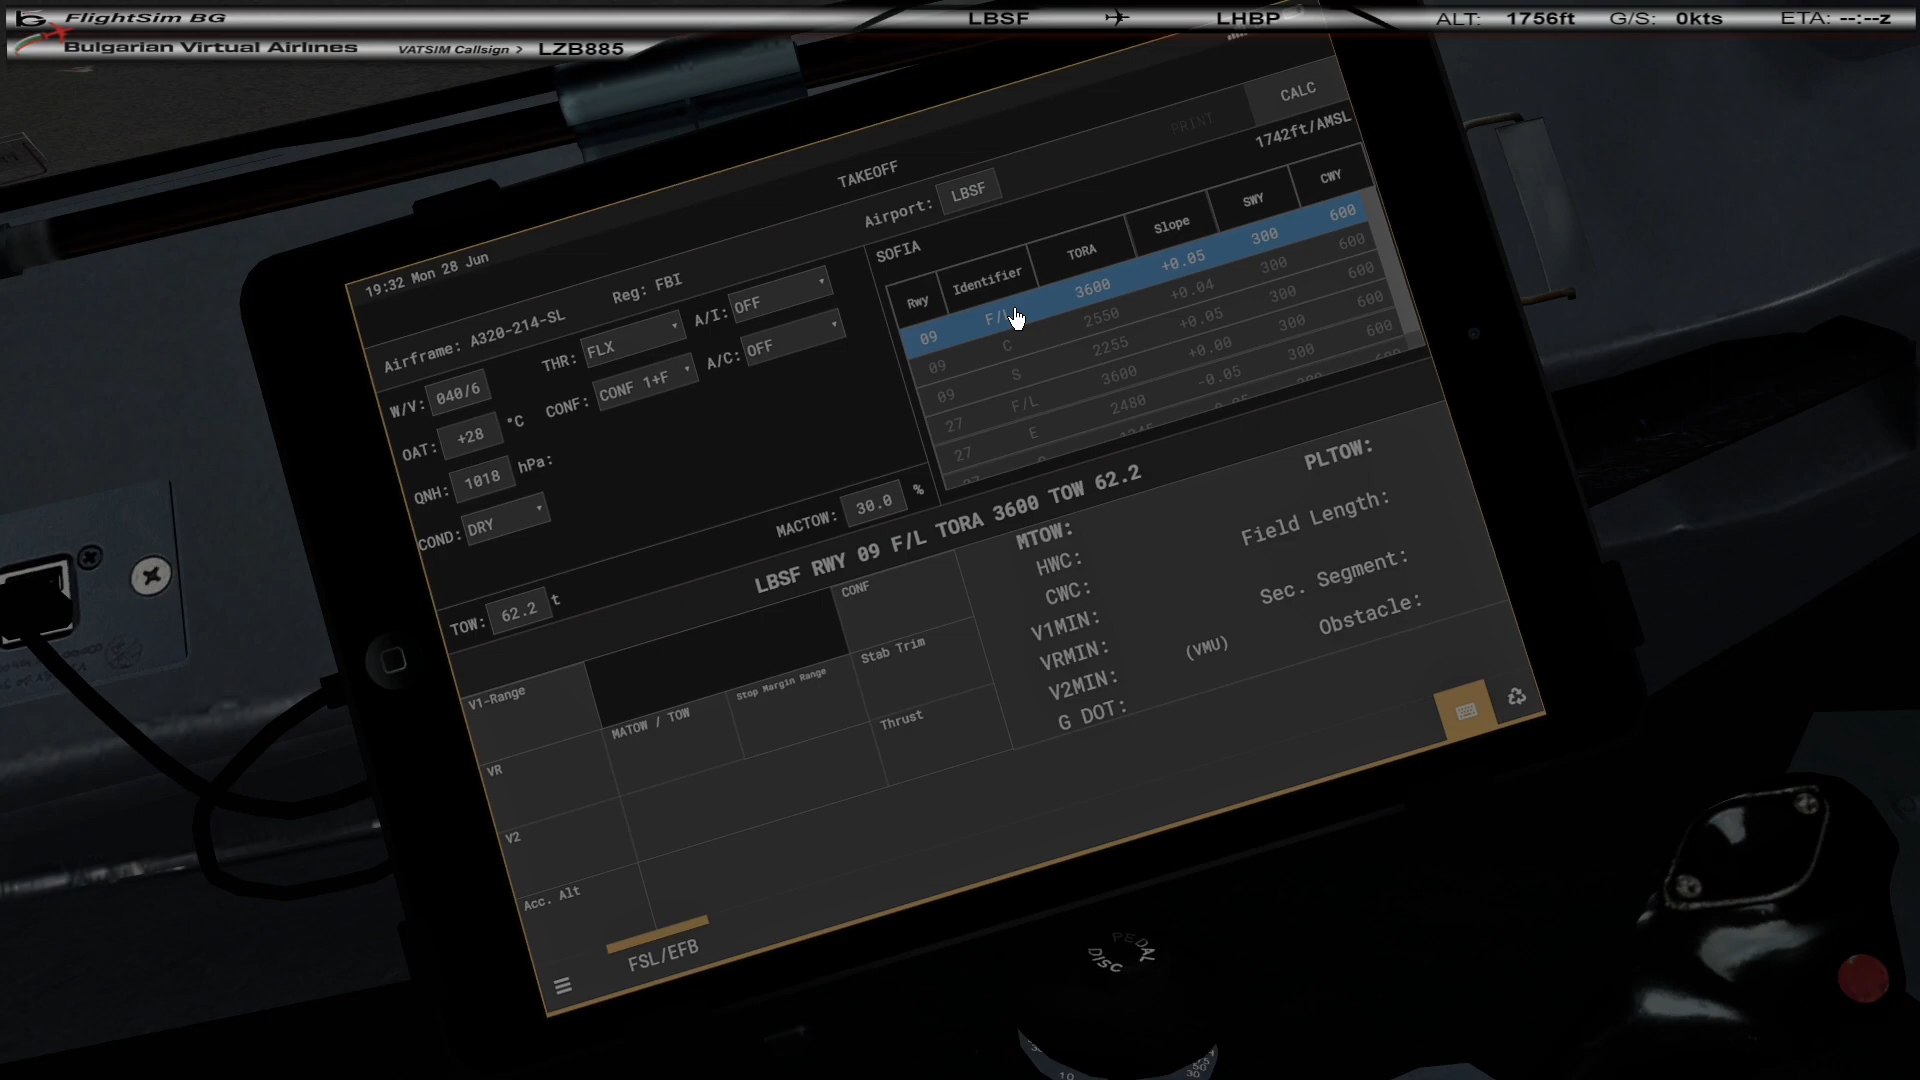 FlightSim BG
LBSF LHBP
ALT: 1756ft G/S: 0kts ETA: --:--z
Bulgarian Virtual Airlines VATSIM Callsign > LZB885
19:32 Mon 28 Jun
TAKEOFF
PRINT
CALC
Airframe: A320-214-SL
Reg: FBI
Airport: LBSF
1742ft/AMSL
W/V: 040/6
THR: FLX
A/I: OFF
OAT: +28 °C
CONF: CONF 1+F
A/C: OFF
QNH: 1018 hPa:
COND: DRY
MACTOW: 30.0 %
TOW: 62.2 t
SOFIA
Rwy Identifier TORA Slope SWY CWY
09 F/L 3600 +0.05 300 600
09 C 2550 +0.04 300 600
09 S 2255 +0.05 300 600
27 F/L 3600 +0.00 300 600
27 E 2480 -0.05 300 600
LBSF RWY 09 F/L TORA 3600 TOW 62.2
V1-Range
VR
V2
Acc. Alt
MATOW / TOW
Stop Margin Range
CONF
Stab Trim
Thrust
MTOW:
HWC:
CWC:
V1MIN:
VRMIN:
(VMU)
V2MIN:
G DOT:
PLTOW:
Field Length:
Sec. Segment:
Obstacle:
FSL/EFB
PEDAL
DISC
10
30